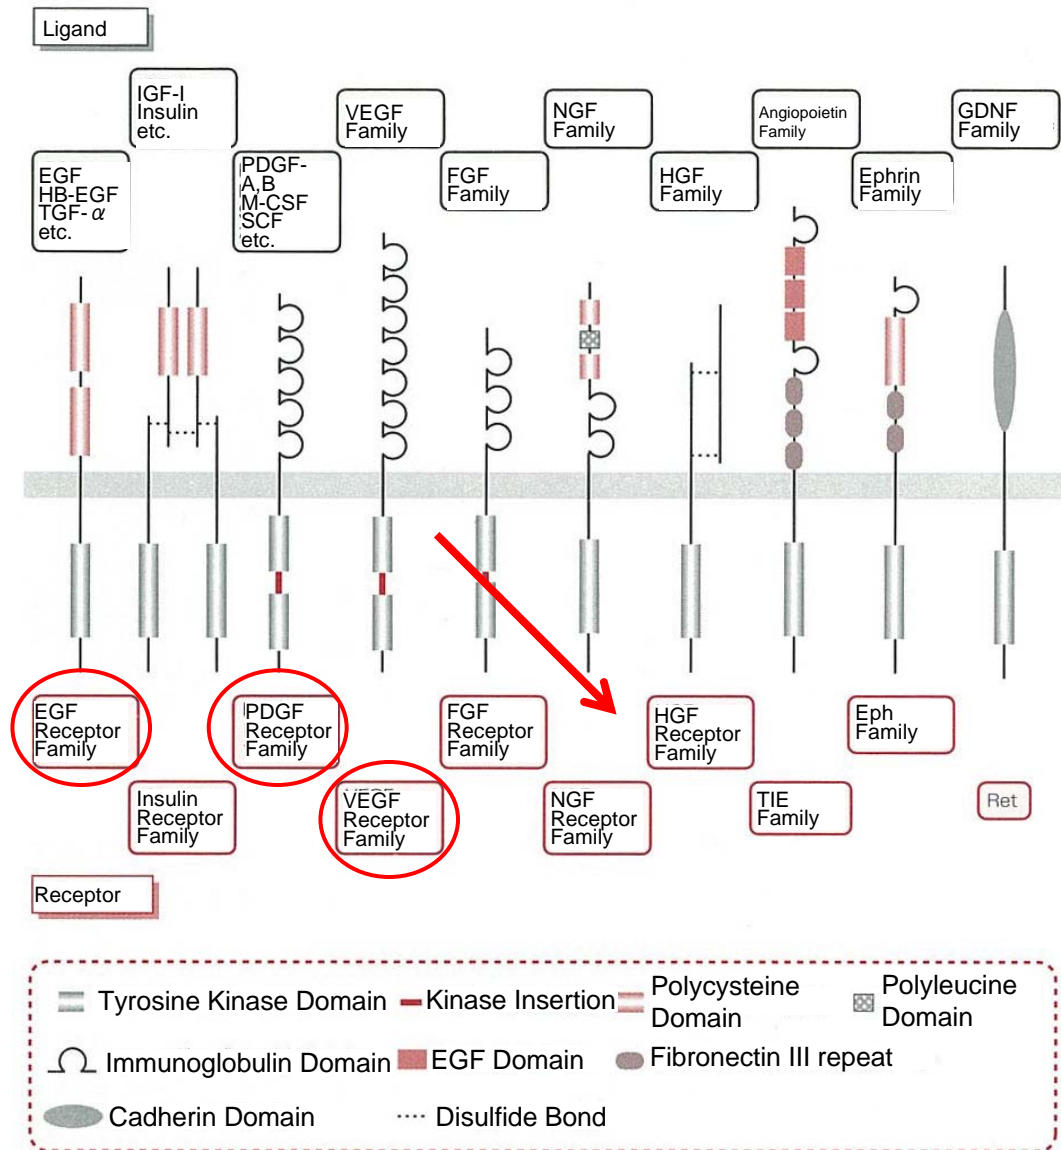 Ligand
IGF-I
Insulin
etc.
VEGF
Family
NGF
Family
Angiopoietin
Family
GDNF
Family
EGF
HB-EGF
TGF-α
etc.
PDGF-
A,B
M-CSF
SCF
etc.
FGF
Family
HGF
Family
Ephrin
Family
EGF
Receptor
Family
PDGF
Receptor
Family
FGF
Receptor
Family
HGF
Receptor
Family
Eph
Family
Insulin
Receptor
Family
VEGF
Receptor
Family
NGF
Receptor
Family
TIE
Family
Ret
Receptor
Tyrosine Kinase Domain
Kinase Insertion
Polycysteine
Domain
Polyleucine
Domain
Immunoglobulin Domain
EGF Domain
Fibronectin III repeat
Cadherin Domain
Disulfide Bond